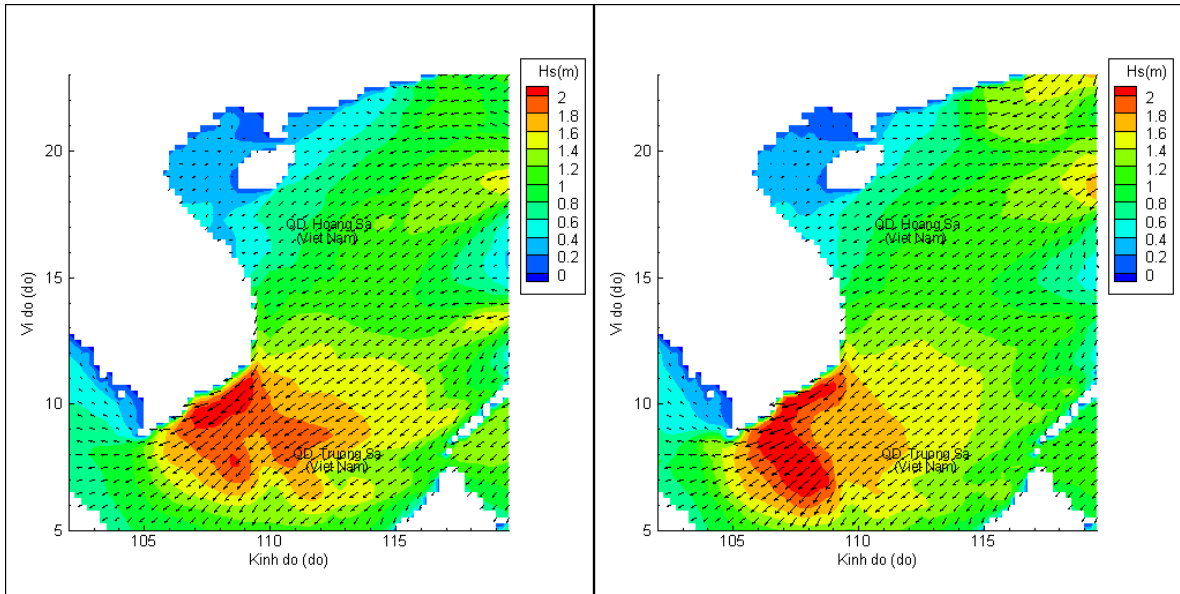 Hs(m)
2
1.8
1.6
1.4
1.2
1
0.8
0.6
0.4
0.2
0
20
15
10
5
Vi do (do)
105
110
115
Kinh do (do)
QD. Hoang Sa
(Viet Nam)
QD. Truong Sa
(Viet Nam)
Hs(m)
2
1.8
1.6
1.4
1.2
1
0.8
0.6
0.4
0.2
0
20
15
10
5
Vi do (do)
105
110
115
Kinh do (do)
QD. Hoang Sa
(Viet Nam)
QD. Truong Sa
(Viet Nam)